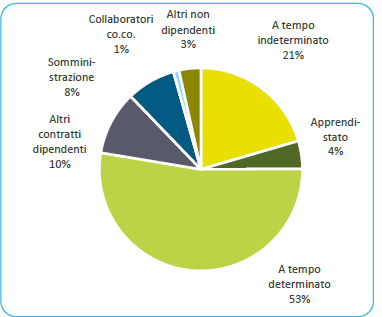 A tempo
indeterminato
21%
Apprendi-
stato
4%
A tempo
determinato
53%
Altri
contratti
dipendenti
10%
Sommini-
strazione
8%
Collaboratori
co.co.
1%
Altri non
dipendenti
3%